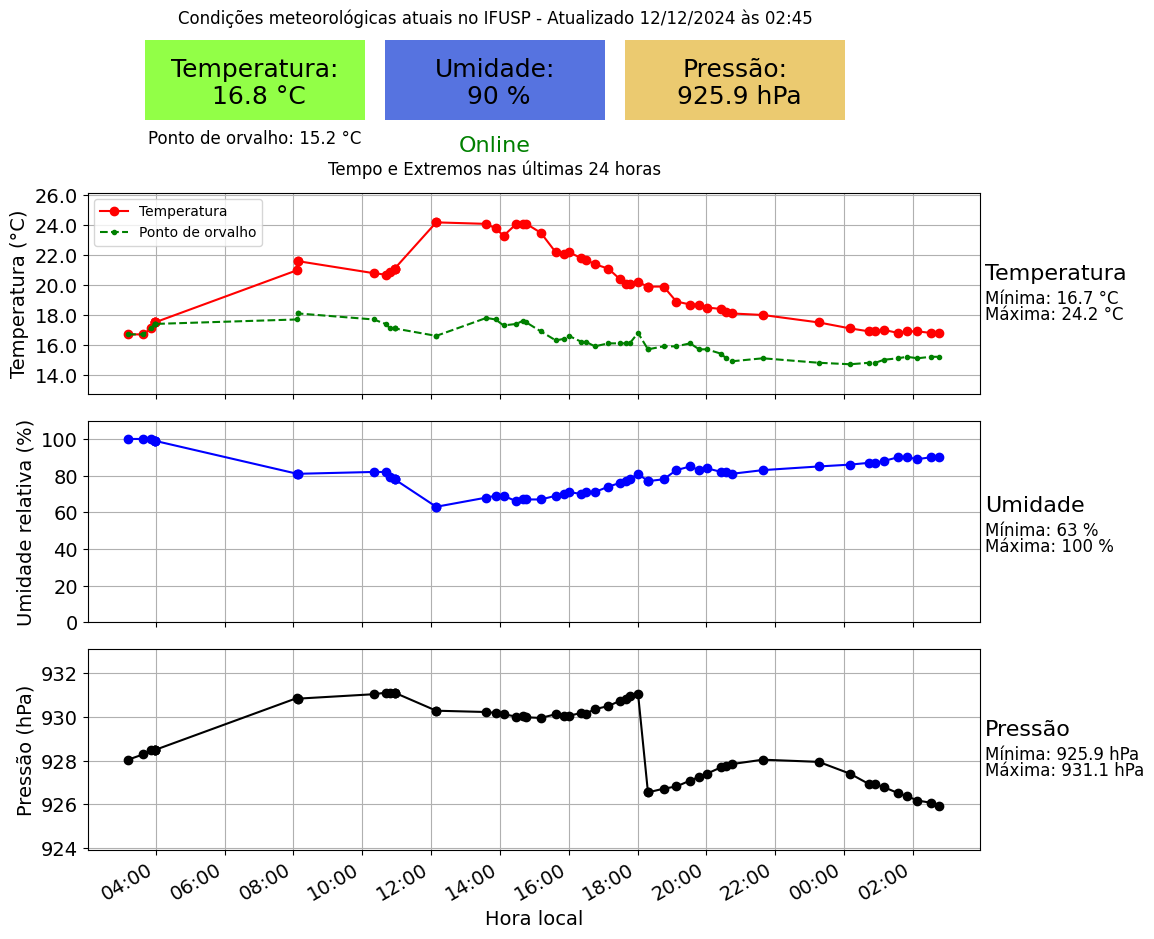 Condições meteorológicas atuais no IFUSP - Atualizado 12/12/2024 às 02:45
Temperatura:
16.8 °C
Umidade:
90 %
Pressão:
925.9 hPa
Ponto de orvalho: 15.2 °C
Online
Tempo e Extremos nas últimas 24 horas
Temperatura (°C)
26.0
24.0
22.0
20.0
18.0
16.0
14.0
Temperatura
Ponto de orvalho
Temperatura
Mínima: 16.7 °C
Máxima: 24.2 °C
Umidade relativa (%)
100
80
60
40
20
0
Umidade
Mínima: 63 %
Máxima: 100 %
Pressão (hPa)
932
930
928
926
924
Pressão
Mínima: 925.9 hPa
Máxima: 931.1 hPa
04:00 06:00 08:00 10:00 12:00 14:00 16:00 18:00 20:00 22:00 00:00 02:00
Hora local